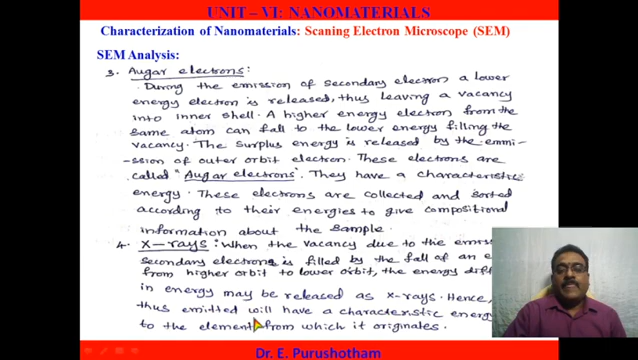 UNIT – VI: NANOMATERIALS
Characterization of Nanomaterials: Scaning Electron Microscope (SEM)
SEM Analysis:
3. Augar electrons:
During the emission of secondary electron a lower
energy electron is released, thus leaving a vacancy
into inner shell. A higher energy electron from the
same atom can fall to the lower energy filling the
vacancy. The surplus energy is released by the emmi-
-ssion of outer orbit electron. These electrons are
called "Augar electrons". They have a characteristic
energy. These electrons are collected and sorted
according to their energies to give compositional
information about the sample.
4. X-rays: When the vacancy due to the emiss
secondary electrons is filled by the fall of an e
from higher orbit to lower orbit, the energy diff
in energy may be released as x-rays. Hence,
thus emitted will have a characteristic energ
to the element from which it originates.
Dr. E. Purushotham